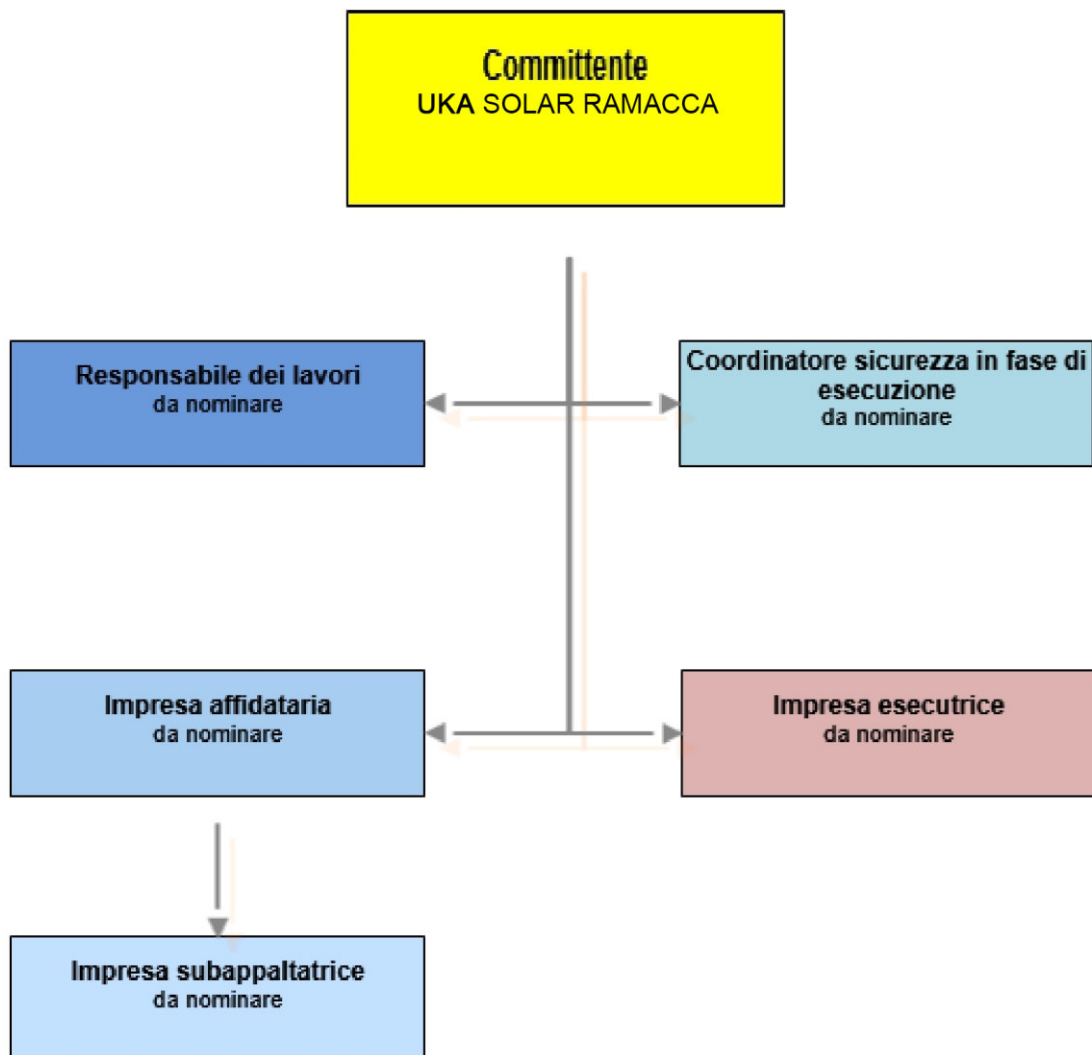 Committente
UKA SOLAR RAMACCA
Responsabile dei lavori
da nominare
Coordinatore sicurezza in fase di
esecuzione
da nominare
Impresa affidataria
da nominare
Impresa esecutrice
da nominare
Impresa subappaltatrice
da nominare